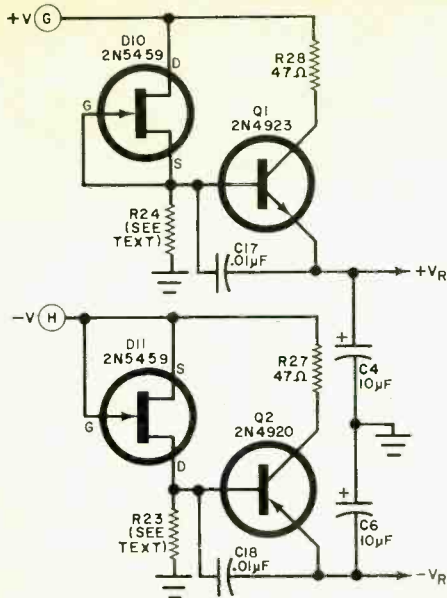 +V G
D10
2N5459
D
G
S
R28
47Ω
Q1
2N4923
R24
(SEE
TEXT)
C17
.01µF
+VR
+
C4
10µF
-V H
D11
2N5459
S
G
D
R27
47Ω
Q2
2N4920
R23
(SEE
TEXT)
C18
.01µF
+
C6
10µF
-VR